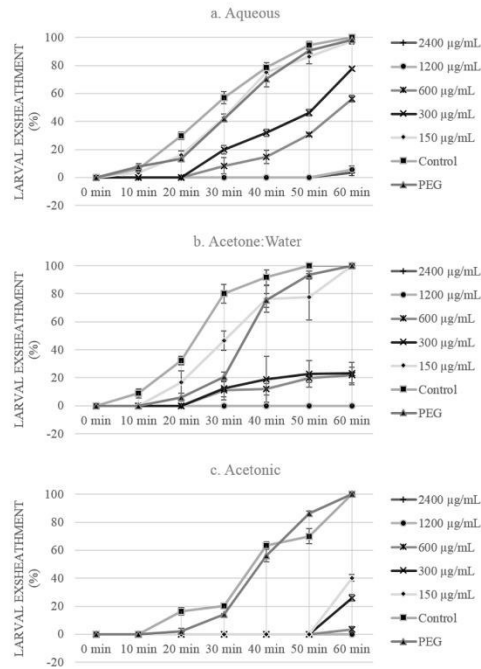 a. Aqueous
LARVAL EXSHEATHMENT
(%)
100
80
60
40
20
0
-20
0 min 10 min 20 min 30 min 40 min 50 min 60 min
2400 µg/mL
1200 µg/mL
600 µg/mL
300 µg/mL
150 µg/mL
Control
PEG
b. Acetone:Water
LARVAL EXSHEATHMENT
(%)
100
80
60
40
20
0
-20
0 min 10 min 20 min 30 min 40 min 50 min 60 min
2400 µg/mL
1200 µg/mL
600 µg/mL
300 µg/mL
150 µg/mL
Control
PEG
c. Acetonic
LARVAL EXSHEATHMENT
(%)
100
80
60
40
20
0
0 min 10 min 20 min 30 min 40 min 50 min 60 min
2400 µg/mL
1200 µg/mL
600 µg/mL
300 µg/mL
150 µg/mL
Control
PEG